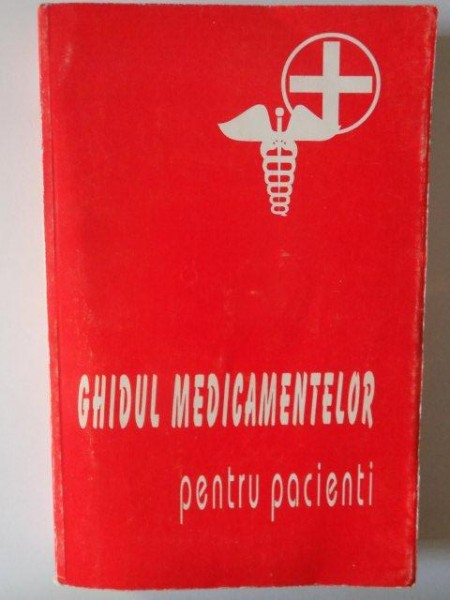 GHIDUL MEDICAMENTELOR
pentru pacienti